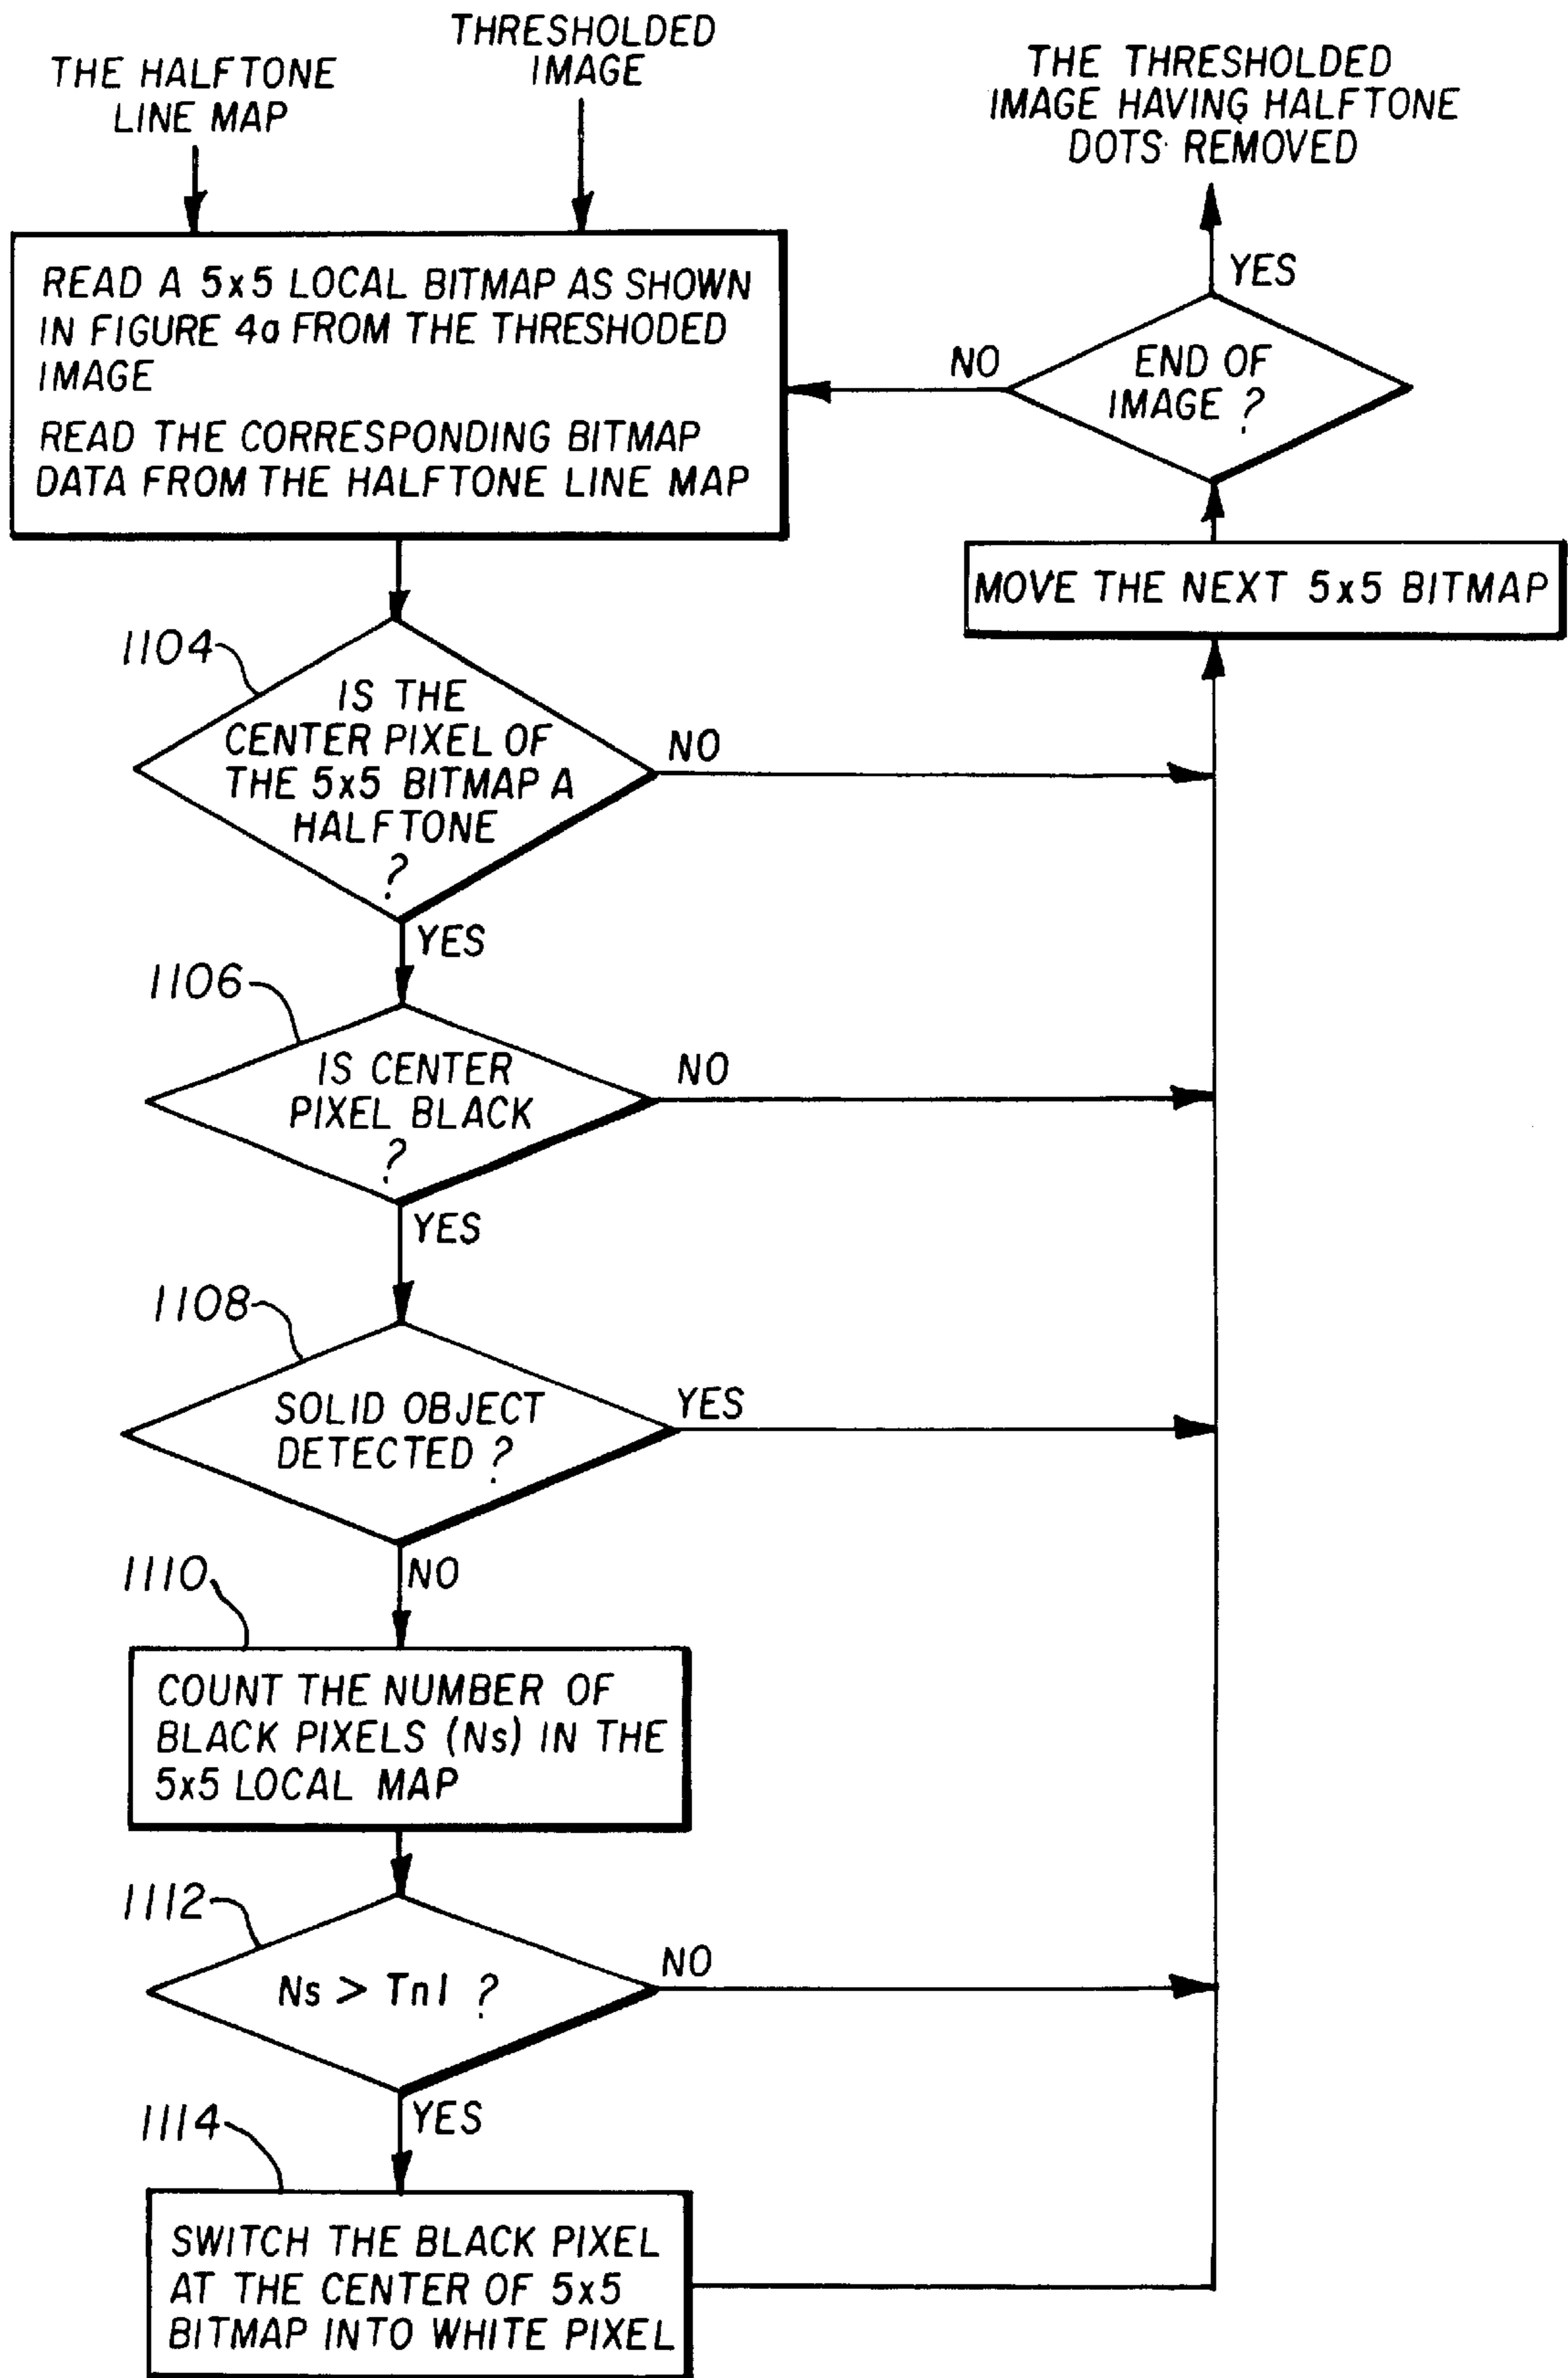 THE HALFTONE
LINE MAP
THRESHOLDED
IMAGE
THE THRESHOLDED
IMAGE HAVING HALFTONE
DOTS REMOVED
READ A 5x5 LOCAL BITMAP AS SHOWN
IN FIGURE 4a FROM THE THRESHODED
IMAGE
READ THE CORRESPONDING BITMAP
DATA FROM THE HALFTONE LINE MAP
YES
END OF
IMAGE ?
NO
MOVE THE NEXT 5x5 BITMAP
1104
IS THE
CENTER PIXEL OF
THE 5x5 BITMAP A
HALFTONE
?
NO
YES
1106
IS CENTER
PIXEL BLACK
?
NO
YES
1108
SOLID OBJECT
DETECTED ?
YES
NO
1110
COUNT THE NUMBER OF
BLACK PIXELS (Ns) IN THE
5x5 LOCAL MAP
1112
Ns > Tn1 ?
NO
YES
1114
SWITCH THE BLACK PIXEL
AT THE CENTER OF 5x5
BITMAP INTO WHITE PIXEL